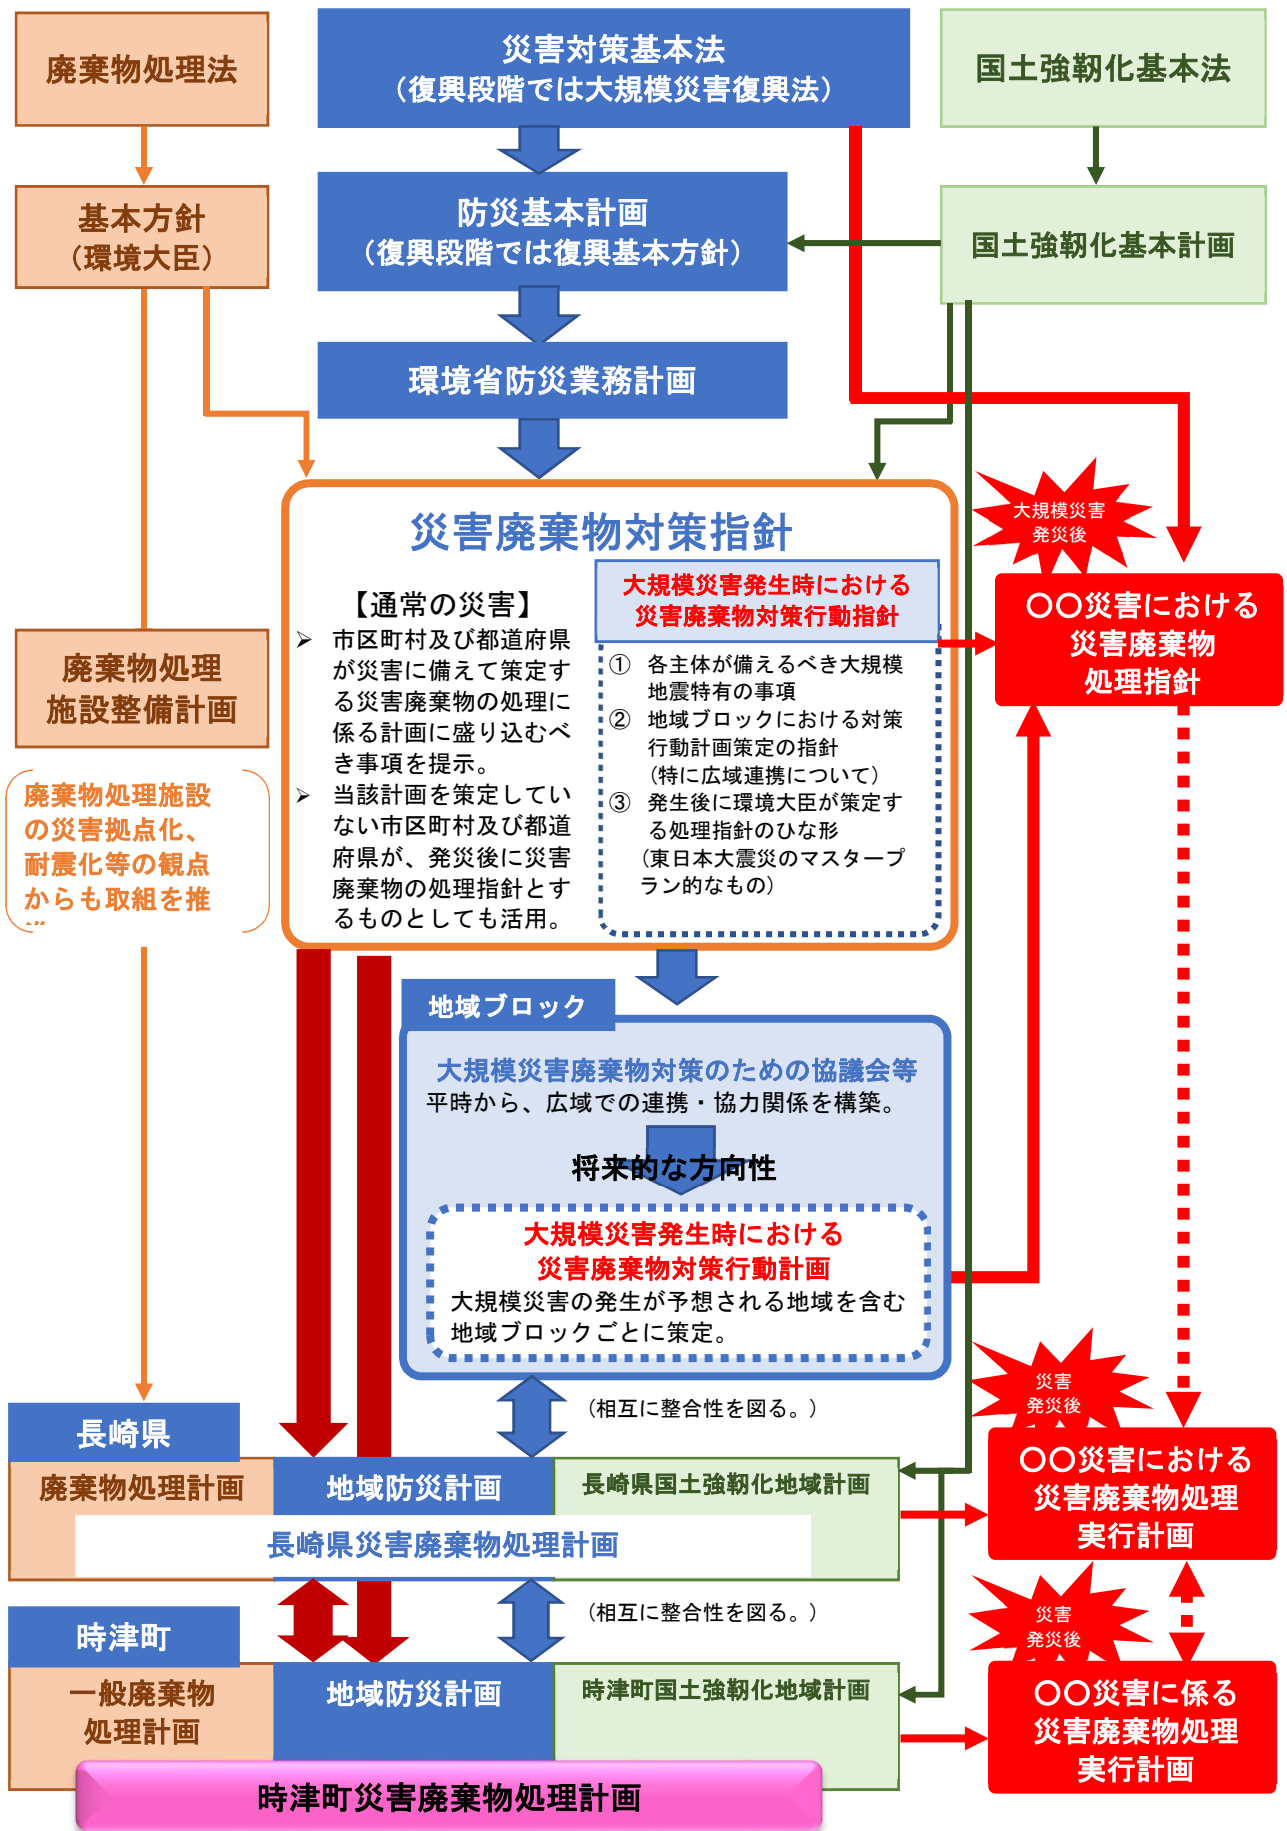 廃棄物処理法
災害対策基本法
（復興段階では大規模災害復興法）
国土強靭化基本法
基本方針
（環境大臣）
防災基本計画
（復興段階では復興基本方針）
国土強靭化基本計画
環境省防災業務計画
大規模災害
発災後
災害廃棄物対策指針
【通常の災害】
➢ 市区町村及び都道府県
が災害に備えて策定す
る災害廃棄物の処理に
係る計画に盛り込むべ
き事項を提示。
➢ 当該計画を策定してい
ない市区町村及び都道
府県が、発災後に災害
廃棄物の処理指針とす
るものとしても活用。
大規模災害発生時における
災害廃棄物対策行動指針
① 各主体が備えるべき大規模
地震特有の事項
② 地域ブロックにおける対策
行動計画策定の指針
（特に広域連携について）
③ 発生後に環境大臣が策定す
る処理指針のひな形
（東日本大震災のマスタープ
ラン的なもの）
〇〇災害における
災害廃棄物
処理指針
廃棄物処理
施設整備計画
廃棄物処理施設
の災害拠点化、
耐震化等の観点
からも取組を推
地域ブロック
大規模災害廃棄物対策のための協議会等
平時から、広域での連携・協力関係を構築。
将来的な方向性
大規模災害発生時における
災害廃棄物対策行動計画
大規模災害の発生が予想される地域を含む
地域ブロックごとに策定。
（相互に整合性を図る。）
災害
発災後
長崎県
廃棄物処理計画
地域防災計画
長崎県国土強靭化地域計画
長崎県災害廃棄物処理計画
〇〇災害における
災害廃棄物処理
実行計画
（相互に整合性を図る。）
災害
発災後
時津町
一般廃棄物
処理計画
地域防災計画
時津町国土強靭化地域計画
〇〇災害に係る
災害廃棄物処理
実行計画
時津町災害廃棄物処理計画